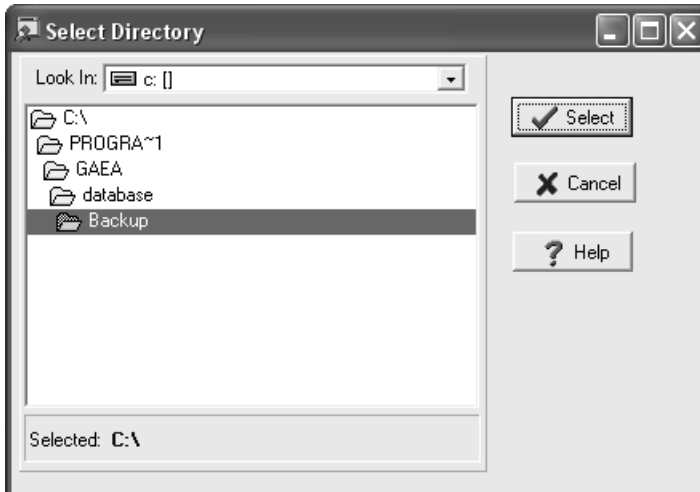 Select Directory
Look In: c: []
C:\
PROGRA~1
GAEA
database
Backup
Selected: C:\
Select
Cancel
Help